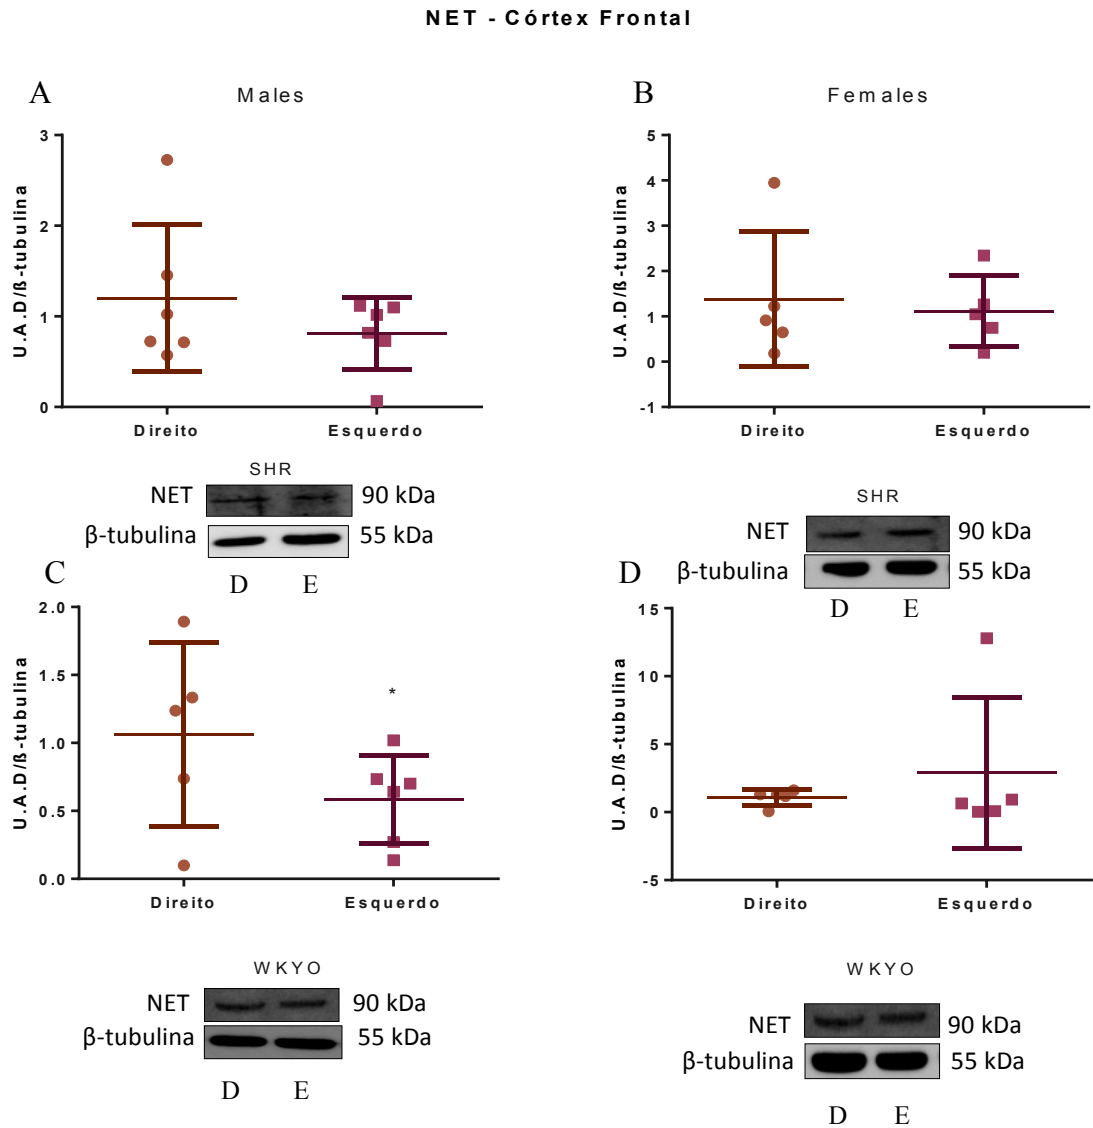 NET - Córtex Frontal
A
Males
U.A.D/ß-tubulina
3
2
1
0
Direito
Esquerdo
SHR
NET
90 kDa
β-tubulina
55 kDa
D
E
B
Females
U.A.D/ß-tubulina
5
4
3
2
1
0
-1
Direito
Esquerdo
SHR
NET
90 kDa
β-tubulina
55 kDa
D
E
C
U.A.D/ß-tubulina
2.0
1.5
1.0
0.5
0.0
*
Direito
Esquerdo
WKYO
NET
90 kDa
β-tubulina
55 kDa
D
E
D
U.A.D/ß-tubulina
15
10
5
0
-5
Direito
Esquerdo
WKYO
NET
90 kDa
β-tubulina
55 kDa
D
E